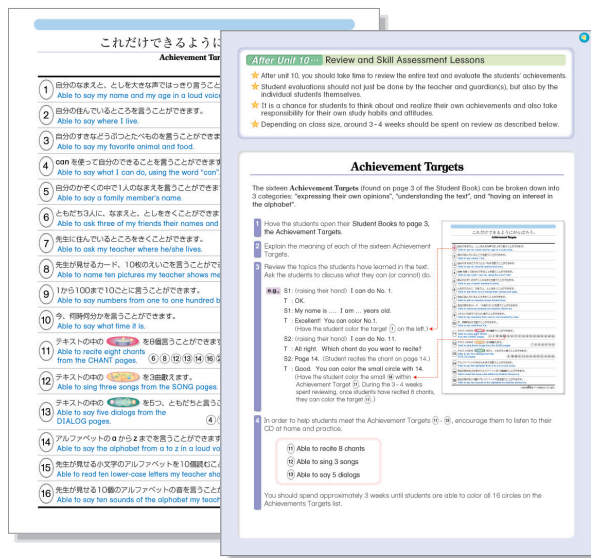 これだけできるように
Achievement Tar
1 自分のなまえと、としを大きな声ではっきり言うこと
Able to say my name and my age in a loud voice
2 自分の住んでいるところを言うことができます。
Able to say where I live.
3 自分のすきなどうぶつとたべものを言うことができま
Able to say my favorite animal and food.
4 can を使って自分のできることを言うことができます
Able to say what I can do, using the word "can".
5 自分のかぞくの中で1人のなまえを言うことができま
Able to say a family member's name.
6 ともだち3人に、なまえと、としをきくことができま
Able to ask three of my friends their names and
7 先生に住んでいるところをきくことができます。
Able to ask my teacher where he/she lives.
8 先生が見せるカード、10枚のえいごを言うことができ
Able to name ten pictures my teacher shows me
9 1から100まで10ごとに言うことができます。
Able to say numbers from one to one hundred b
10 今、何時何分かを言うことができます。
Able to say what time it is.
11 テキストの中の を8個言うことができます
Able to recite eight chants
from the CHANT pages. 6 8 12 13 14 16
12 テキストの中の を3曲歌えます。
Able to sing three songs from the SONG pages.
13 テキストの中の を5つ、ともだちと言うこ
Able to say five dialogs from the
DIALOG pages. 4
14 アルファベットの a から z までを言うことができます
Able to say the alphabet from a to z in a loud vo
15 先生が見せる小文字のアルファベットを10個読むこ
Able to read ten lower-case letters my teacher sho
16 先生が見せる10個のアルファベットの音を言うことが
Able to say ten sounds of the alphabet my teach
After Unit 10… Review and Skill Assessment Lessons
After unit 10, you should take time to review the entire text and evaluate the students' achievements.
Student evaluations should not just be done by the teacher and guardian(s), but also by the
individual students themselves.
It is a chance for students to think about and realize their own achievements and also take
responsibility for their own study habits and attitudes.
Depending on class size, around 3-4 weeks should be spent on review as described below.
Achievement Targets
The sixteen Achievement Targets (found on page 3 of the Student Book) can be broken down into
3 categories: "expressing their own opinions", "understanding the text", and "having an interest in
the alphabet".
1 Have the students open their Student Books to page 3,
the Achievement Targets.
2 Explain the meaning of each of the sixteen Achievement
Targets.
3 Review the topics the students have learned in the text.
Ask the students to discuss what they can (or cannot) do.
e.g. S1: (raising their hand) I can do No. 1.
T : OK.
S1: My name is .... I am ... years old.
T : Excellent! You can color No.1.
(Have the student color the target 1 on the left.)
S2: (raising their hand) I can do No. 11.
T : All right. Which chant do you want to recite?
S2: Page 14. (Student recites the chant on page 14.)
T : Good. You can color the small circle with 14.
(Have the student color the small 14 within
Achievement Target 11. During the 3-4 weeks
spent reviewing, once students have recited 8 chants,
they can color the target 11.)
4 In order to help students meet the Achievement Targets 11 - 13, encourage them to listen to their
CD at home and practice.
11 Able to recite 8 chants
12 Able to sing 3 songs
13 Able to say 5 dialogs
You should spend approximately 3 weeks until students are able to color all 16 circles on the
Achievements Targets list.